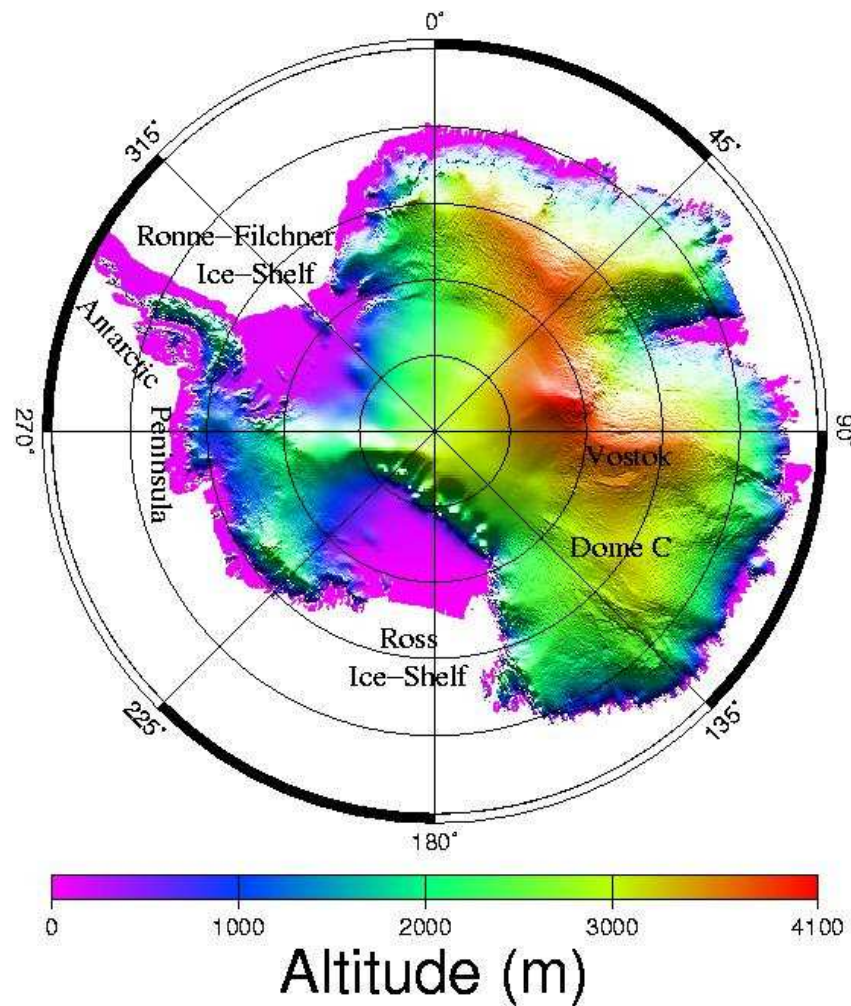 0°
315°
45°
Ronne-Filchner
Ice-Shelf
Antarctic
Peninsula
270°
90°
Vostok
Dome C
Ross
Ice-Shelf
225°
135°
180°
0
1000
2000
3000
4100
Altitude (m)